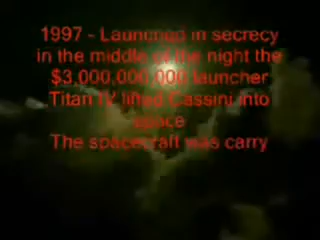 1997 - Launched in secrecy
in the middle of the night the
$3,000,000,000 launcher
Titan IV lifted Cassini into
space
The spacecraft was carry